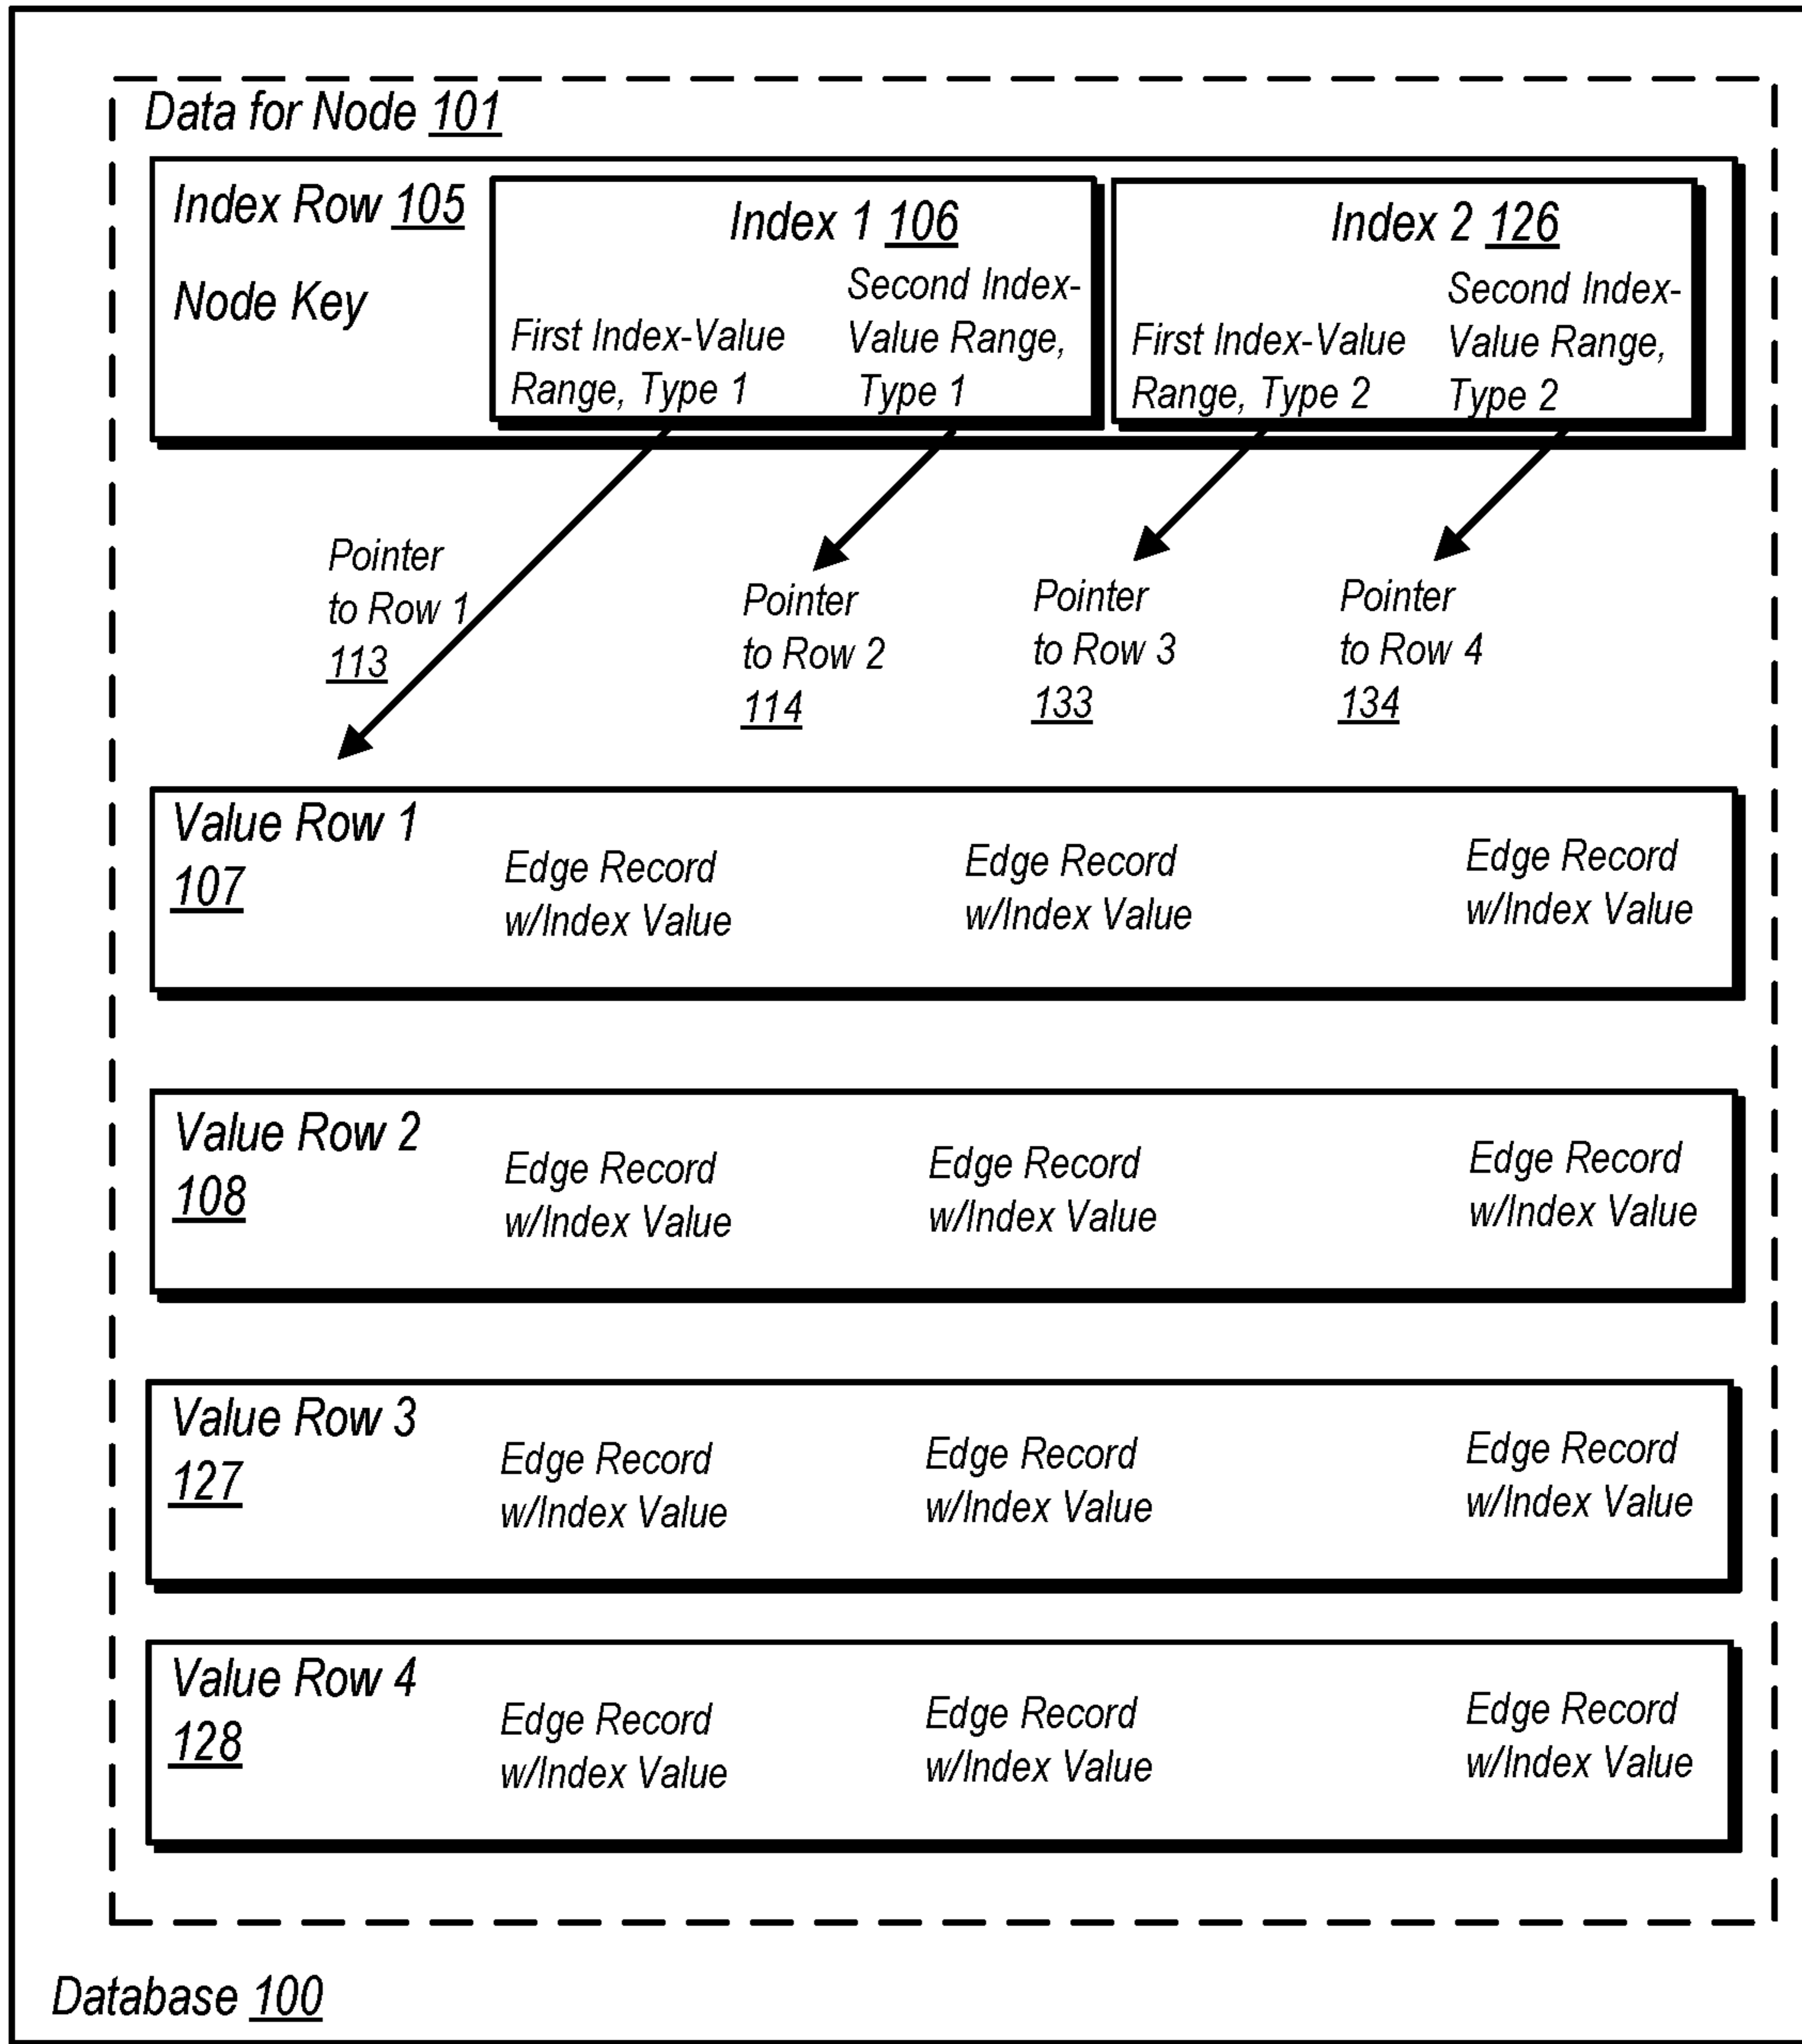 Data for Node 101
Index Row 105
Node Key
Index 1 106
First Index-Value
Range, Type 1
Second Index-
Value Range,
Type 1
Index 2 126
First Index-Value
Range, Type 2
Second Index-
Value Range,
Type 2
Pointer
to Row 1
113
Pointer
to Row 2
114
Pointer
to Row 3
133
Pointer
to Row 4
134
Value Row 1
107
Edge Record
w/Index Value
Edge Record
w/Index Value
Edge Record
w/Index Value
Value Row 2
108
Edge Record
w/Index Value
Edge Record
w/Index Value
Edge Record
w/Index Value
Value Row 3
127
Edge Record
w/Index Value
Edge Record
w/Index Value
Edge Record
w/Index Value
Value Row 4
128
Edge Record
w/Index Value
Edge Record
w/Index Value
Edge Record
w/Index Value
Database 100